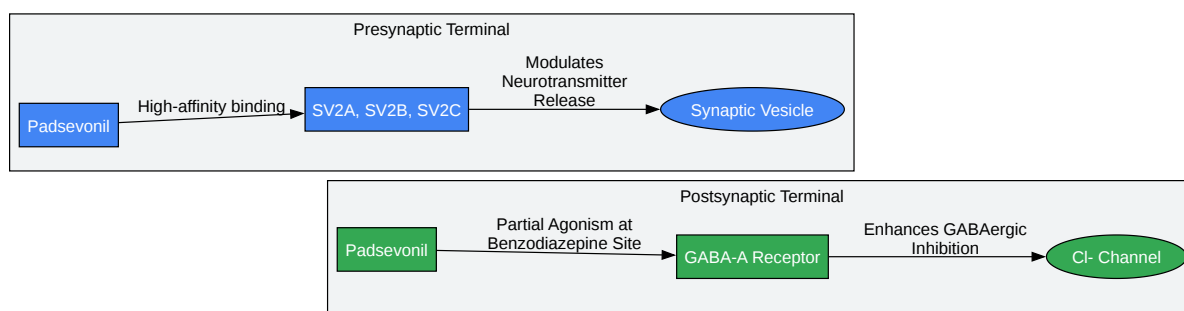 Presynaptic Terminal
Padsevonil
High-affinity binding
SV2A, SV2B, SV2C
Modulates
Neurotransmitter
Release
Synaptic Vesicle
Postsynaptic Terminal
Padsevonil
Partial Agonism at
Benzodiazepine Site
GABA-A Receptor
Enhances GABAergic
Inhibition
Cl- Channel